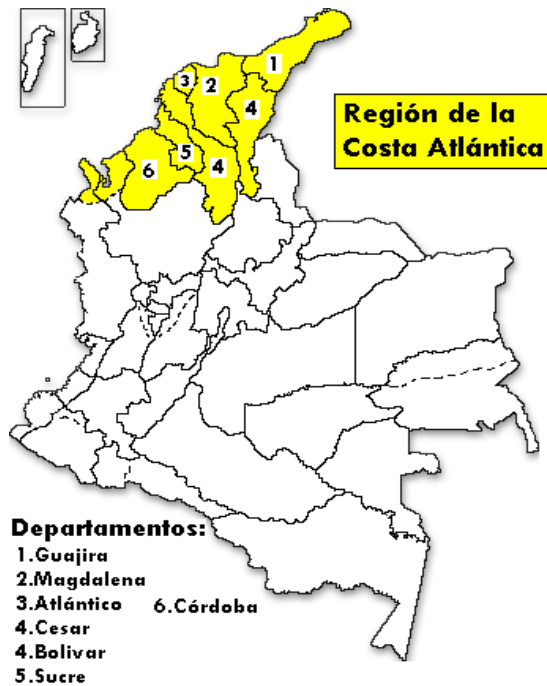 1
3
2
4
Región de la
Costa Atlántica
5
6
4
Departamentos:
1.Guajira
2.Magdalena
3.Atlántico 6.Córdoba
4.Cesar
4.Bolivar
5.Sucre